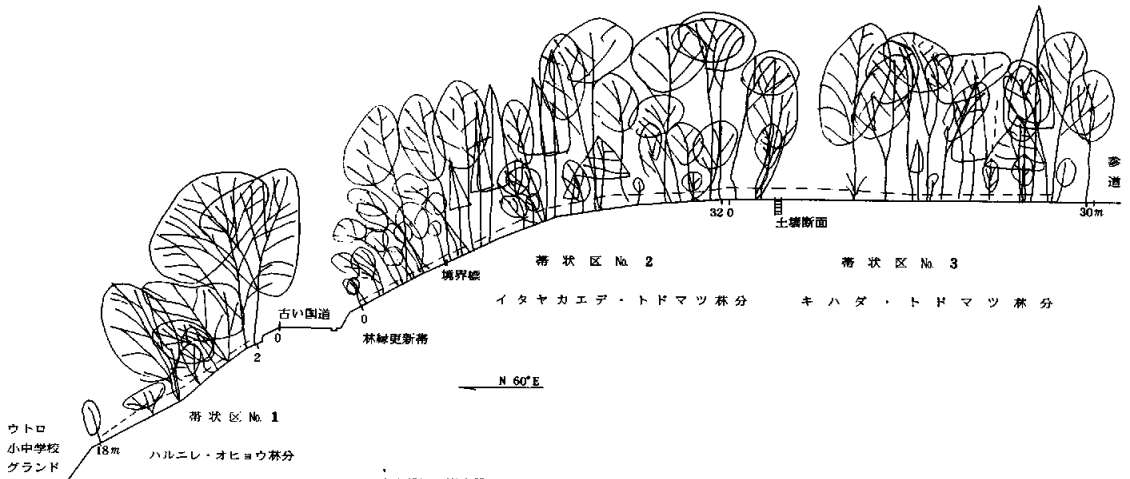 参道
32 0
30m
土壌断面
境界標
帯状区 No. 2
帯状区 No. 3
イタヤカエデ・トドマツ林分
キハダ・トドマツ林分
古い国道
0
0
林縁更新帯
2
N 60°E
帯状区 No. 1
ウトロ
小中学校
グランド
18m
ハルニレ・オヒョウ林分